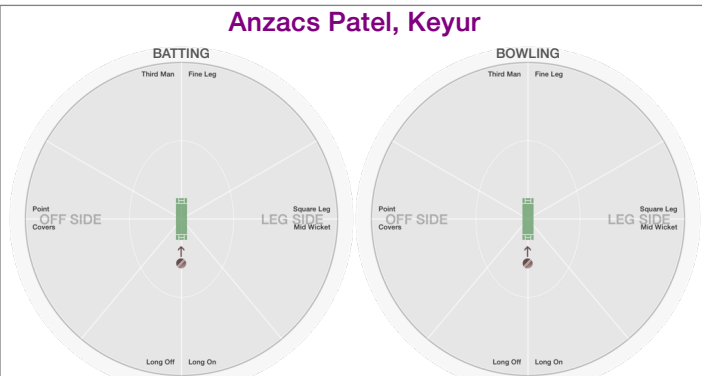 Anzacs Patel, Keyur
BATTING
Third Man
Fine Leg
Point
OFF SIDE
Covers
Square Leg
LEG SIDE
Mid Wicket
Long Off
Long On
BOWLING
Third Man
Fine Leg
Point
OFF SIDE
Covers
Square Leg
LEG SIDE
Mid Wicket
Long Off
Long On